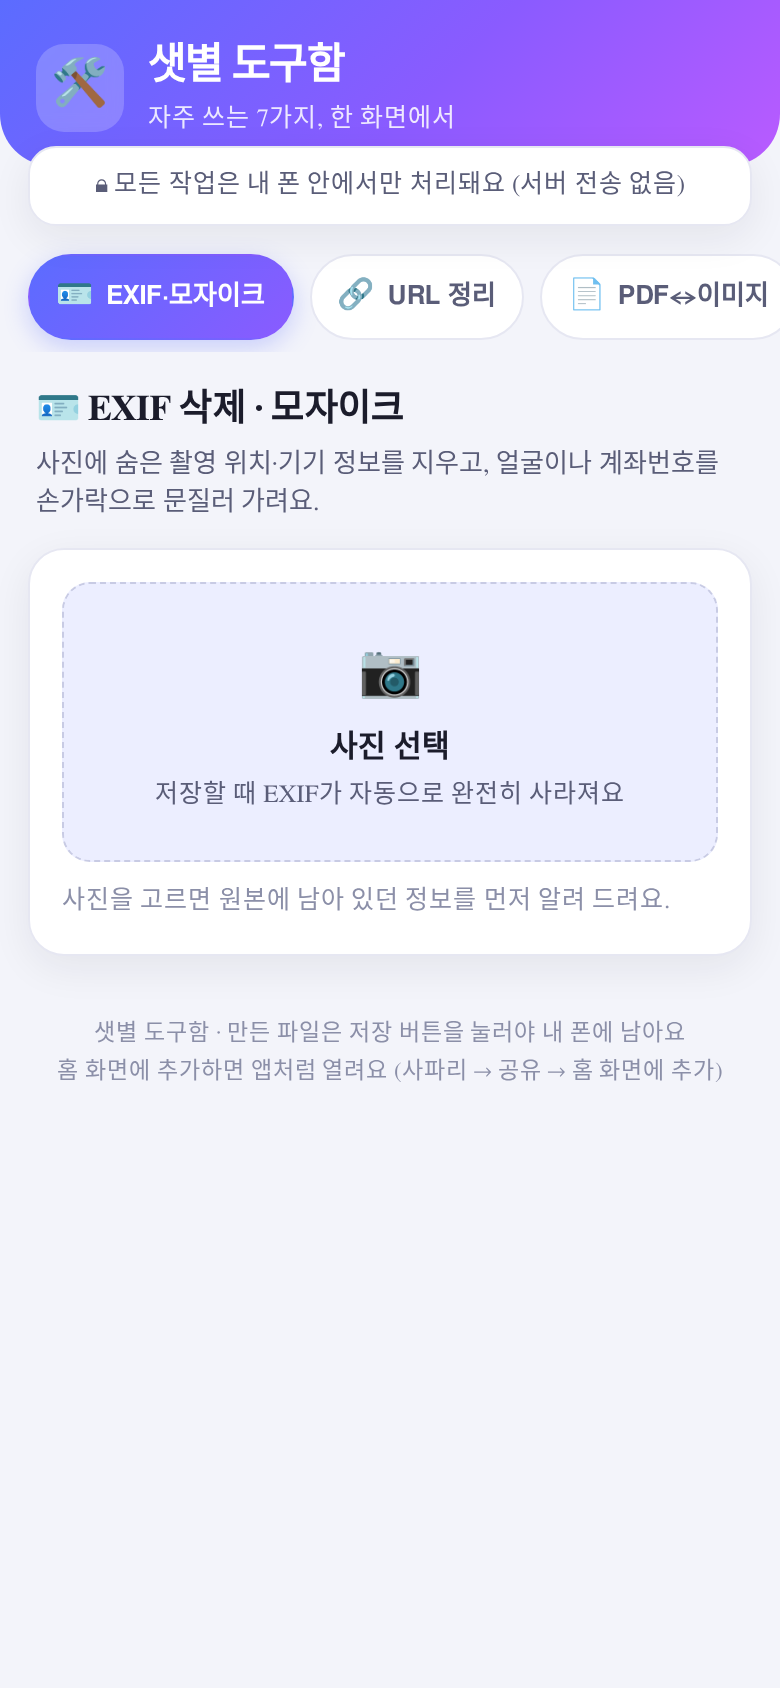 샛별 도구함
자주 쓰는 7가지, 한 화면에서
모든 작업은 내 폰 안에서만 처리돼요 (서버 전송 없음)
EXIF·모자이크
URL 정리
PDF↔이미지
EXIF 삭제 · 모자이크
사진에 숨은 촬영 위치·기기 정보를 지우고, 얼굴이나 계좌번호를
손가락으로 문질러 가려요.
사진 선택
저장할 때 EXIF가 자동으로 완전히 사라져요
사진을 고르면 원본에 남아 있던 정보를 먼저 알려 드려요.
샛별 도구함 · 만든 파일은 저장 버튼을 눌러야 내 폰에 남아요
홈 화면에 추가하면 앱처럼 열려요 (사파리 → 공유 → 홈 화면에 추가)